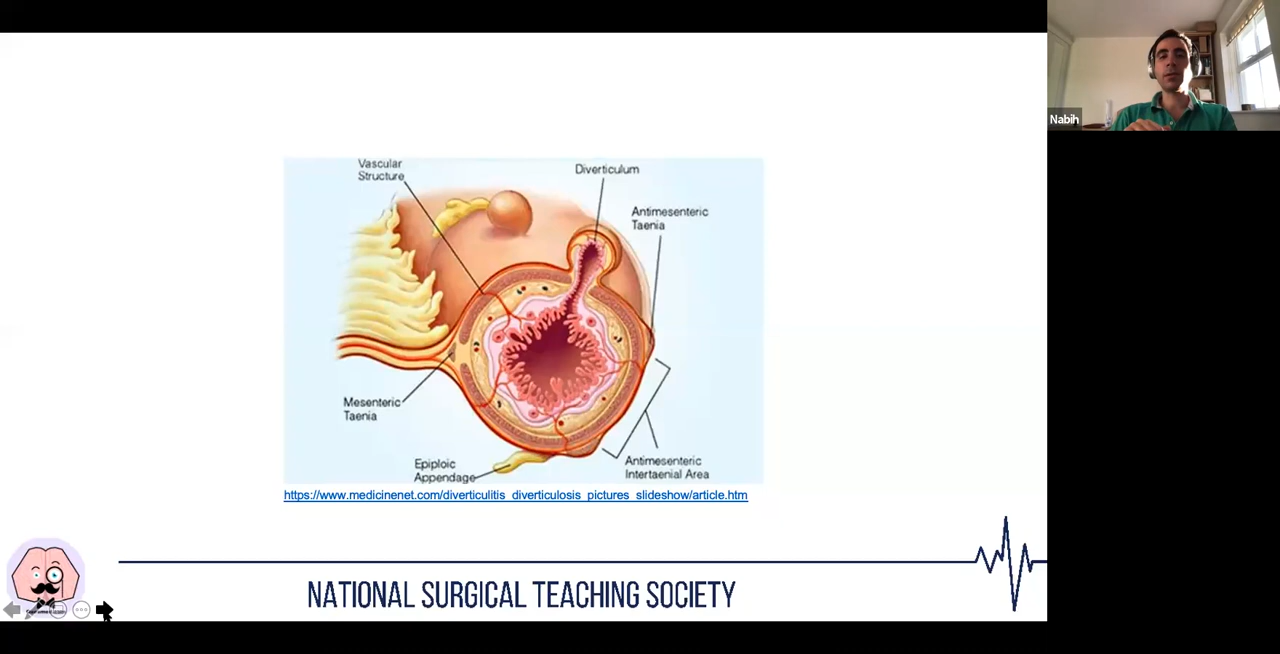 Vascular
Structure
Diverticulum
Antimesenteric
Taenia
Mesenteric
Taenia
Epiploic
Appendage
Antimesenteric
Intertaenial Area
https://www.medicinenet.com/diverticulitis_diverticulosis_pictures_slideshow/article.htm
NATIONAL SURGICAL TEACHING SOCIETY
Nabih